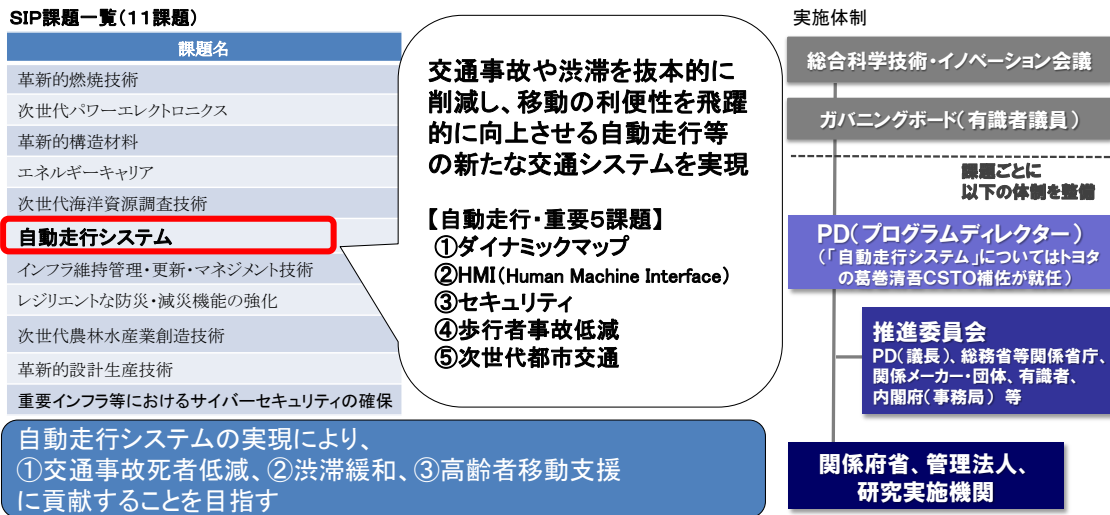 SIP課題一覧(11課題)
課題名
革新的燃焼技術
次世代パワーエレクトロニクス
革新的構造材料
エネルギーキャリア
次世代海洋資源調査技術
自動走行システム
インフラ維持管理・更新・マネジメント技術
レジリエントな防災・減災機能の強化
次世代農林水産業創造技術
革新的設計生産技術
重要インフラ等におけるサイバーセキュリティの確保
交通事故や渋滞を抜本的に
削減し、移動の利便性を飛躍
的に向上させる自動走行等
の新たな交通システムを実現
【自動走行・重要5課題】
①ダイナミックマップ
②HMI(Human Machine Interface)
③セキュリティ
④歩行者事故低減
⑤次世代都市交通
自動走行システムの実現により、
①交通事故死者低減、②渋滞緩和、③高齢者移動支援
に貢献することを目指す
実施体制
総合科学技術・イノベーション会議
ガバニングボード(有識者議員)
課題ごとに
以下の体制を整備
PD(プログラムディレクター)
(「自動走行システム」についてはトヨタ
の葛巻清吾CSTO補佐が就任)
推進委員会
PD(議長)、総務省等関係省庁、
関係メーカー・団体、有識者、
内閣府(事務局) 等
関係府省、管理法人、
研究実施機関